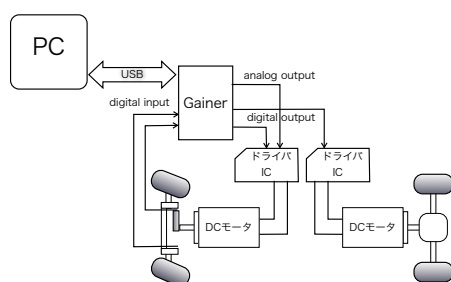 PC
USB
analog output
digital input
Gainer
digital output
ドライバ
IC
ドライバ
IC
DCモータ
DCモータ